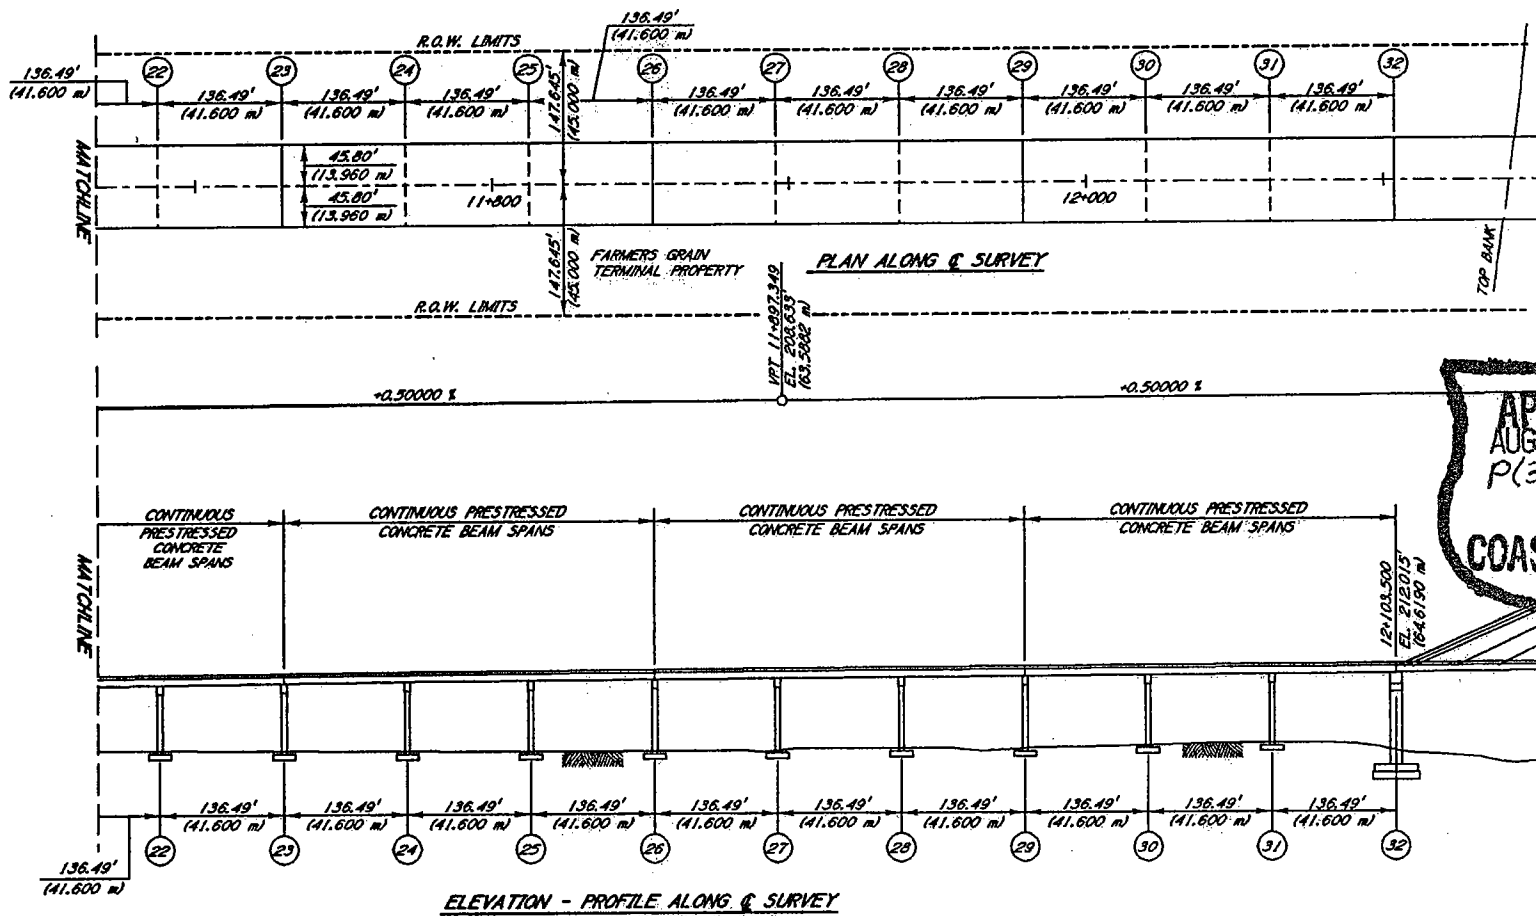 136.49'
(41.600 m)
R.O.W. LIMITS
136.49'
(41.600 m)
22 23 24 25 26 27 28 29 30 31 32
136.49' 136.49' 136.49' 136.49' 136.49' 136.49' 136.49' 136.49' 136.49'
(41.600 m) (41.600 m) (41.600 m) (41.600 m) (41.600 m) (41.600 m) (41.600 m) (41.600 m) (41.600 m)
147.645'
(45.000 m)
MATCHLINE
45.80'
(13.960 m)
45.80'
(13.960 m)
11+800
12+000
147.645'
(45.000 m)
FARMERS GRAIN
TERMINAL PROPERTY
PLAN ALONG ℄ SURVEY
TOP BANK
R.O.W. LIMITS
VPT 11+897.349
EL. 208.633'
(63.5882 m)
+0.50000 %
+0.50000 %
AP
AUG
P(3
COAS
CONTINUOUS
PRESTRESSED
CONCRETE
BEAM SPANS
CONTINUOUS PRESTRESSED
CONCRETE BEAM SPANS
CONTINUOUS PRESTRESSED
CONCRETE BEAM SPANS
CONTINUOUS PRESTRESSED
CONCRETE BEAM SPANS
MATCHLINE
12+103.500
EL. 212.015'
(64.6190 m)
136.49' 136.49' 136.49' 136.49' 136.49' 136.49' 136.49' 136.49' 136.49' 136.49'
(41.600 m) (41.600 m) (41.600 m) (41.600 m) (41.600 m) (41.600 m) (41.600 m) (41.600 m) (41.600 m) (41.600 m)
22 23 24 25 26 27 28 29 30 31 32
136.49'
(41.600 m)
ELEVATION - PROFILE ALONG ℄ SURVEY